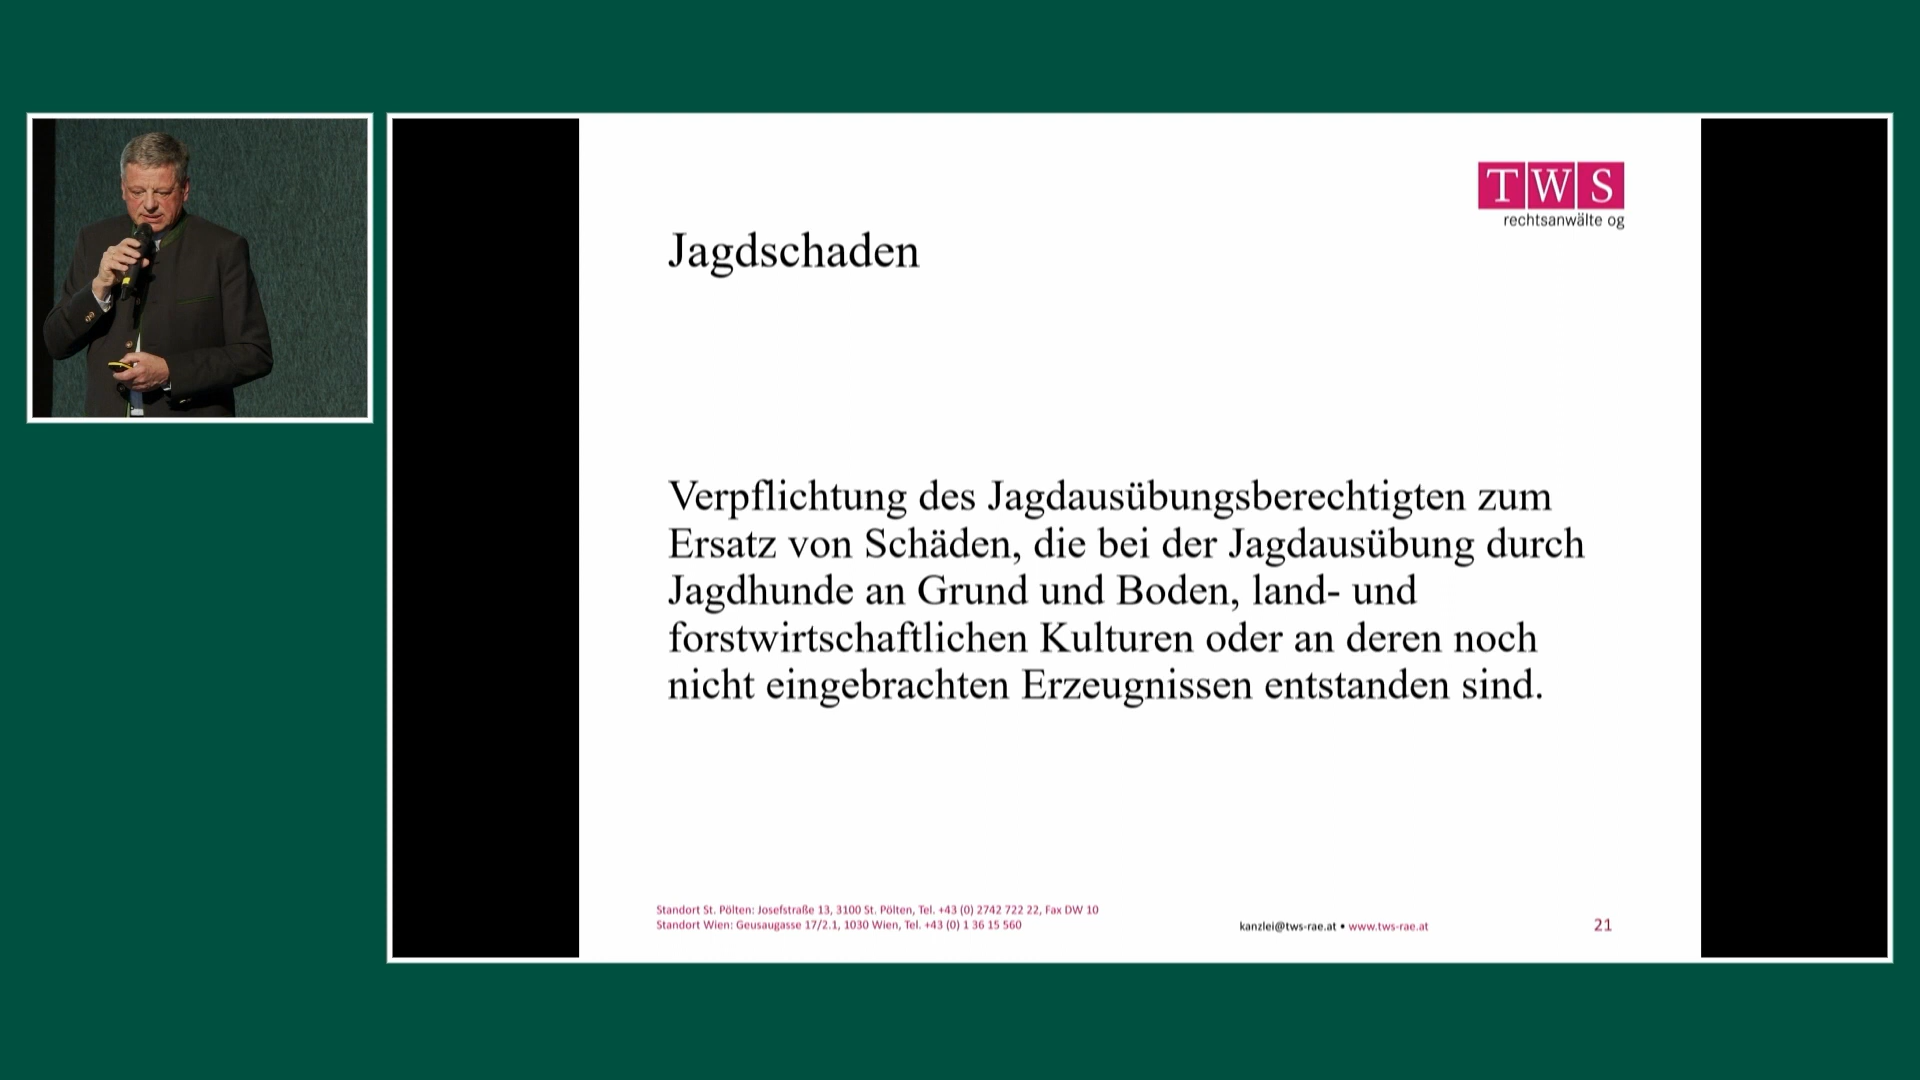 TWS
rechtsanwälte og
Jagdschaden
Verpflichtung des Jagdausübungsberechtigten zum
Ersatz von Schäden, die bei der Jagdausübung durch
Jagdhunde an Grund und Boden, land- und
forstwirtschaftlichen Kulturen oder an deren noch
nicht eingebrachten Erzeugnissen entstanden sind.
Standort St. Pölten: Josefstraße 13, 3100 St. Pölten, Tel. +43 (0) 2742 722 22, Fax DW 10
Standort Wien: Geusaugasse 17/2.1, 1030 Wien, Tel. +43 (0) 1 36 15 560
kanzlei@tws-rae.at • www.tws-rae.at
21